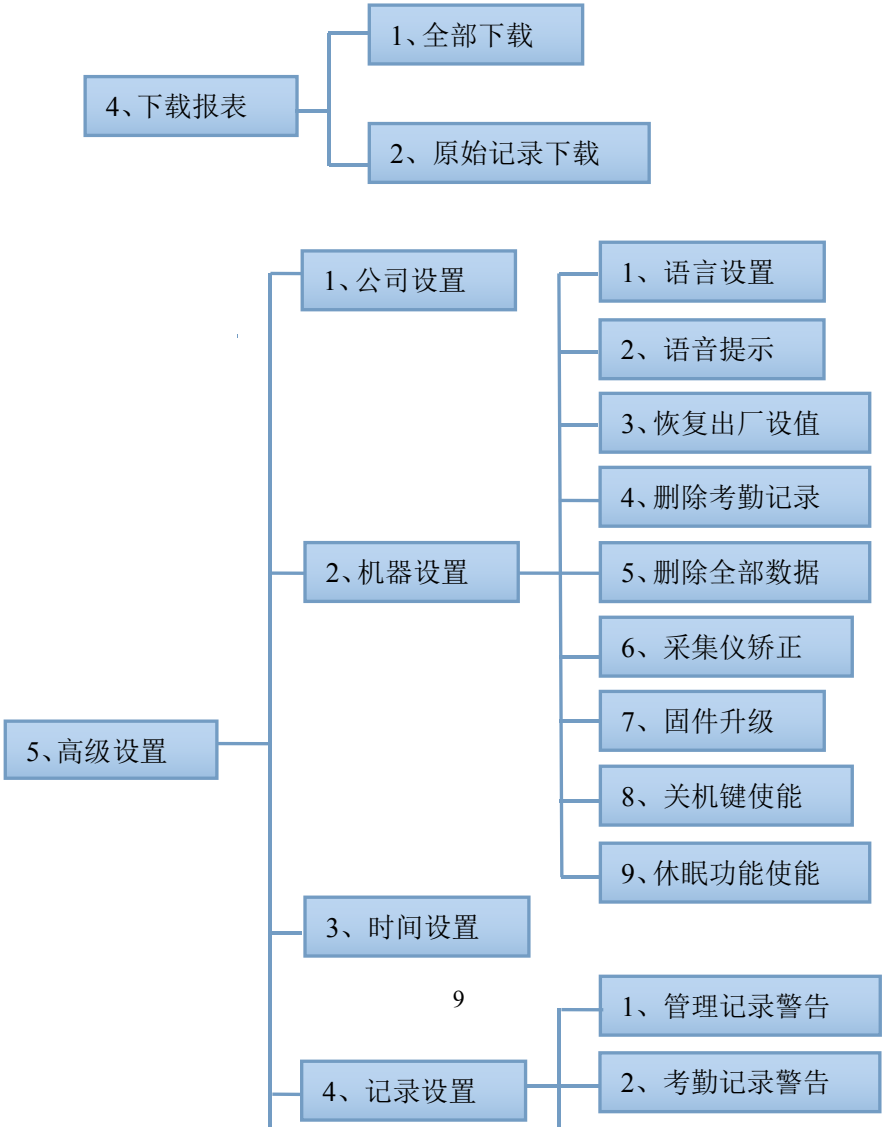 4、下载报表
1、全部下载
2、原始记录下载
5、高级设置
1、公司设置
2、机器设置
1、语言设置
2、语音提示
3、恢复出厂设值
4、删除考勤记录
5、删除全部数据
6、采集仪矫正
7、固件升级
8、关机键使能
9、休眠功能使能
3、时间设置
4、记录设置
1、管理记录警告
2、考勤记录警告
9